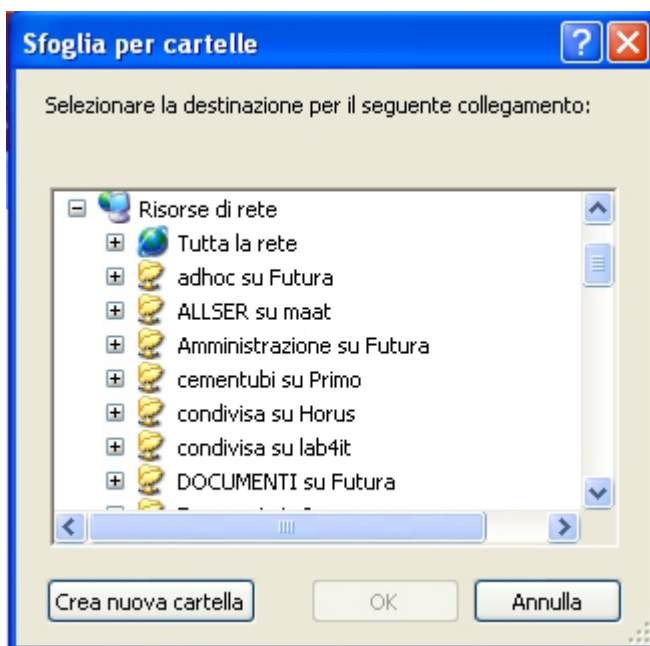 Sfoglia per cartelle
Selezionare la destinazione per il seguente collegamento:
Risorse di rete
Tutta la rete
adhoc su Futura
ALLSER su maat
Amministrazione su Futura
cementubi su Primo
condivisa su Horus
condivisa su lab4it
DOCUMENTI su Futura
Crea nuova cartella OK Annulla